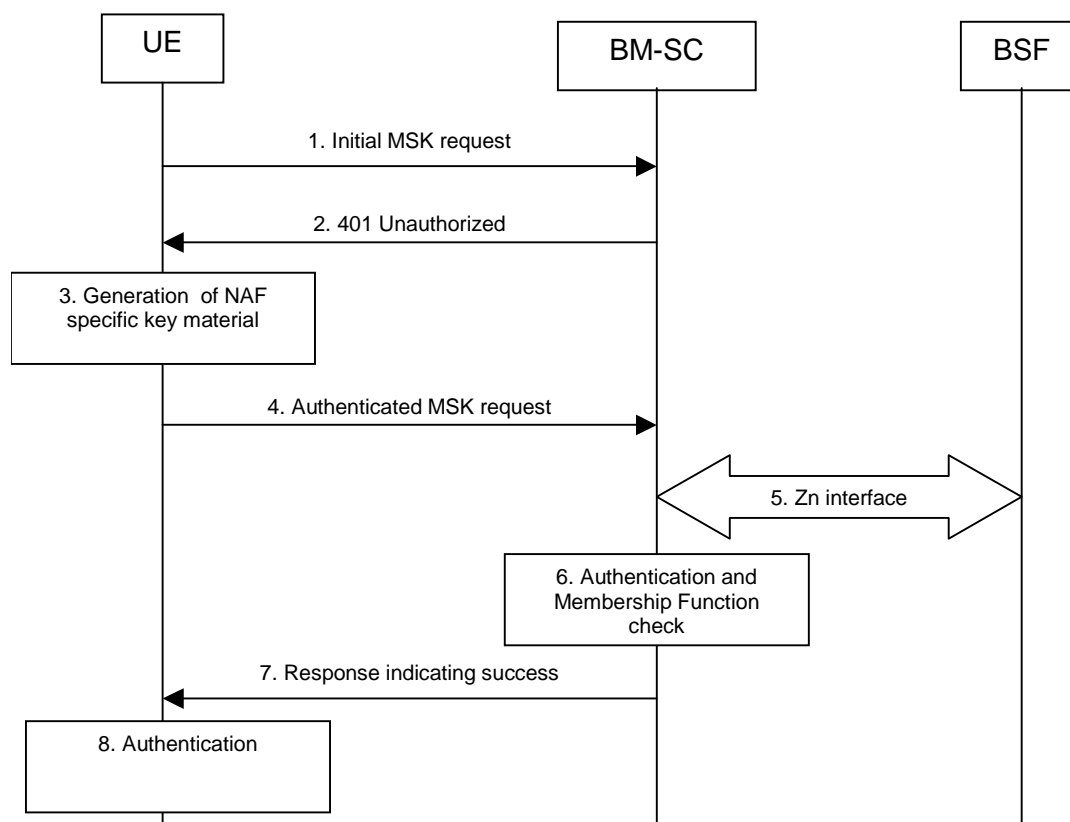 UE
BM-SC
BSF
1. Initial MSK request
2. 401 Unauthorized
3. Generation of NAF
specific key material
4. Authenticated MSK request
5. Zn interface
6. Authentication and
Membership Function
check
7. Response indicating success
8. Authentication